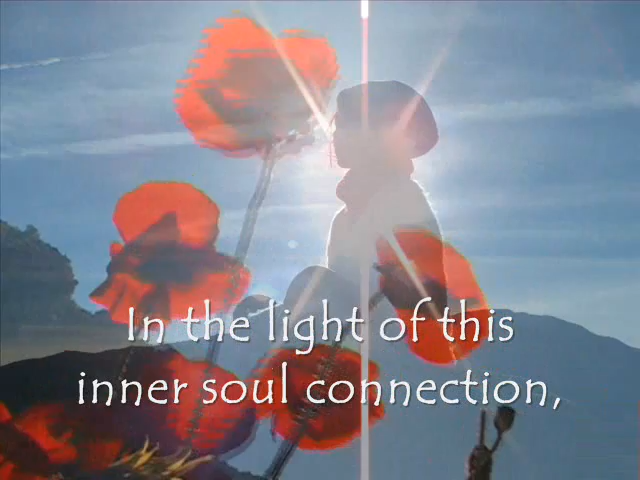 In the light of this
inner soul connection,